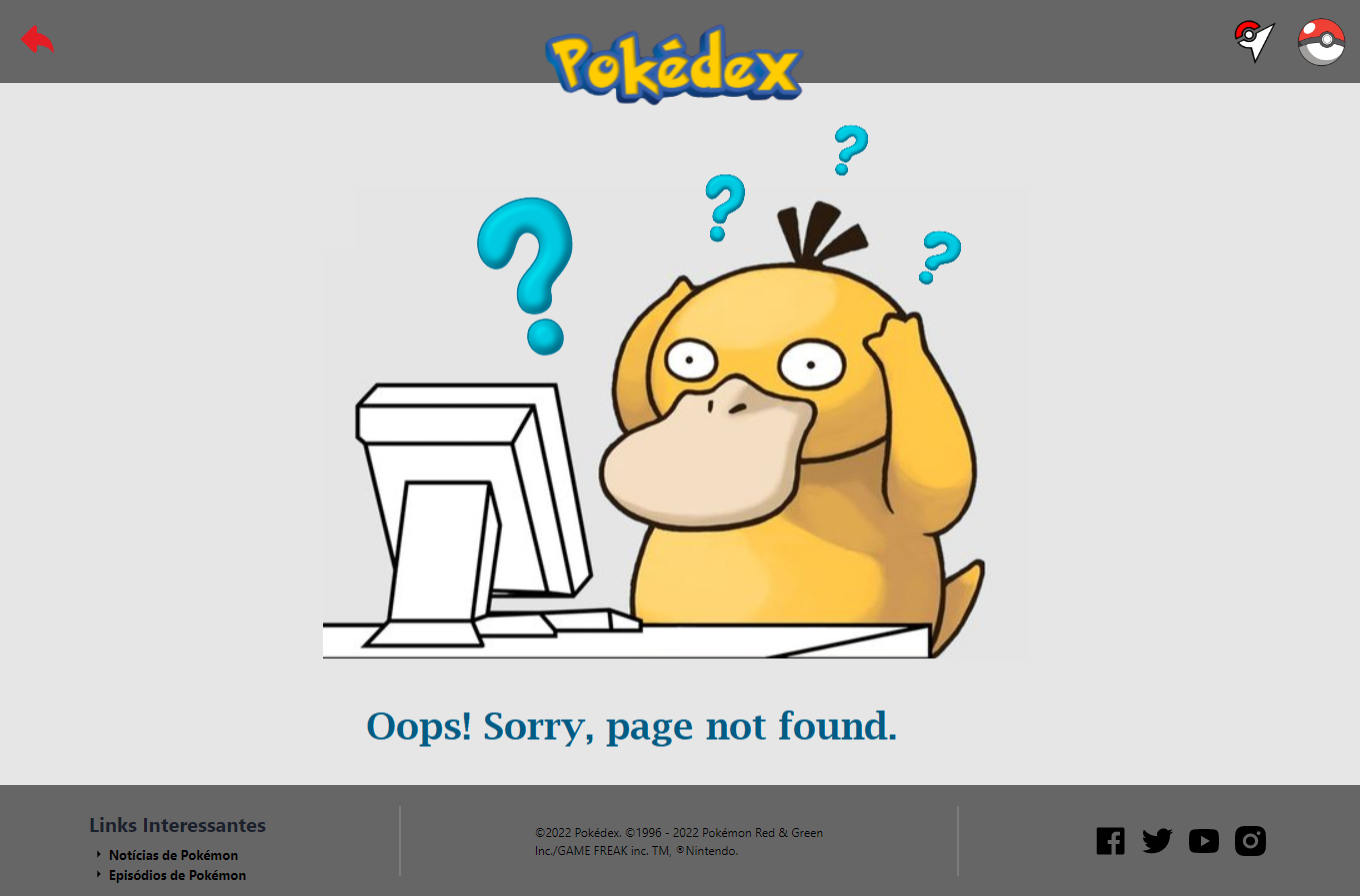 Pokédex
?
?
?
?
Oops! Sorry, page not found.
Links Interessantes
Notícias de Pokémon
Episódios de Pokémon
©2022 Pokédex. ©1996 - 2022 Pokémon Red & Green
Inc./GAME FREAK inc. TM, ®Nintendo.